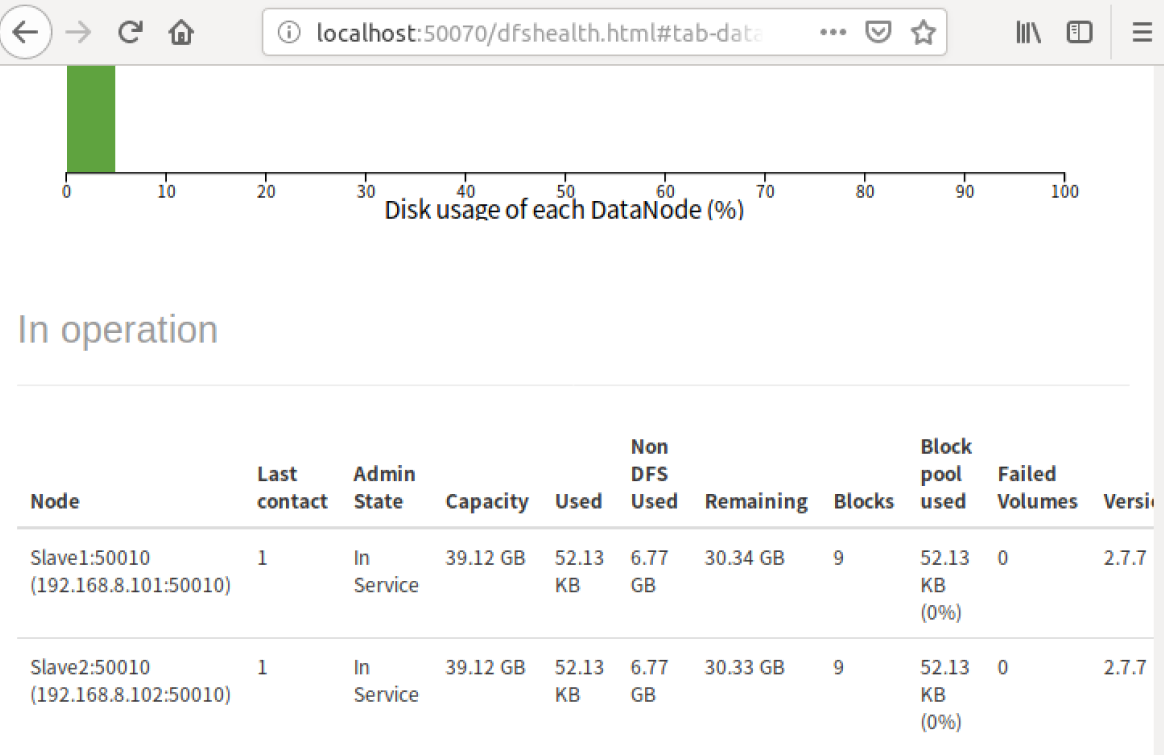 localhost:50070/dfshealth.html#tab-data
0 10 20 30 40 50 60 70 80 90 100
Disk usage of each DataNode (%)
In operation
Node Last contact Admin State Capacity Used Non DFS Used Remaining Blocks Block pool used Failed Volumes Versi
Slave1:50010 (192.168.8.101:50010) 1 In Service 39.12 GB 52.13 KB 6.77 GB 30.34 GB 9 52.13 KB (0%) 0 2.7.7
Slave2:50010 (192.168.8.102:50010) 1 In Service 39.12 GB 52.13 KB 6.77 GB 30.33 GB 9 52.13 KB (0%) 0 2.7.7